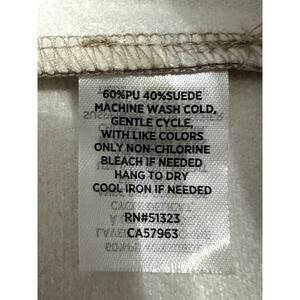 60%PU 40%SUEDE
MACHINE WASH COLD,
GENTLE CYCLE,
WITH LIKE COLORS
ONLY NON-CHLORINE
BLEACH IF NEEDED
HANG TO DRY
COOL IRON IF NEEDED
RN#51323
CA57963